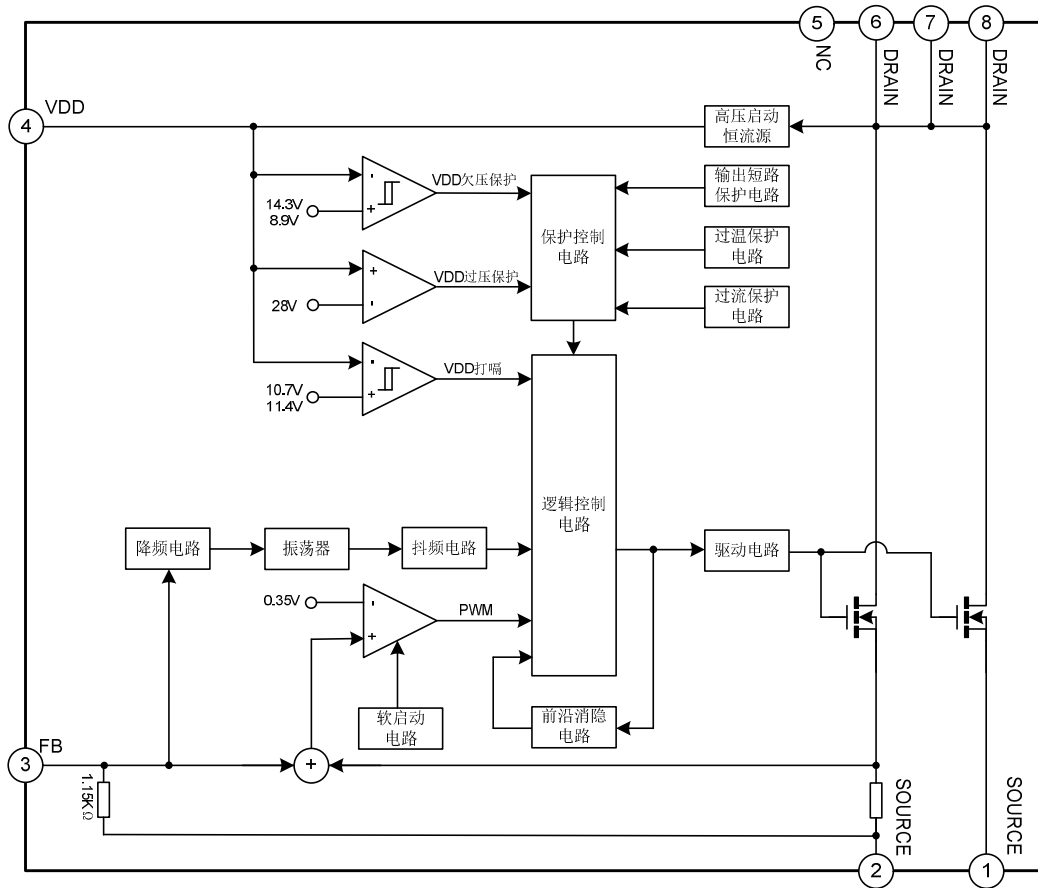 5
6
7
8
NC
DRAIN
DRAIN
DRAIN
4
VDD
高压启动
恒流源
14.3V
8.9V
-
+
VDD欠压保护
保护控制
电路
输出短路
保护电路
过温保护
电路
过流保护
电路
28V
+
-
VDD过压保护
10.7V
11.4V
-
+
VDD打嗝
逻辑控制
电路
降频电路
振荡器
抖频电路
驱动电路
0.35V
-
+
PWM
软启动
电路
前沿消隐
电路
3
FB
+
1.15KΩ
SOURCE
SOURCE
2
1